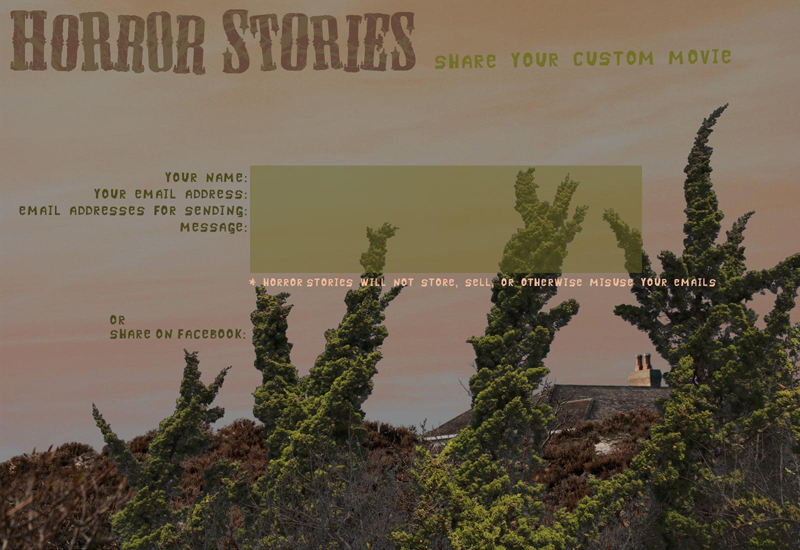 HORROR STORIES
SHARE YOUR CUSTOM MOVIE
YOUR NAME:
YOUR EMAIL ADDRESS:
EMAIL ADDRESSES FOR SENDING:
MESSAGE:
* HORROR STORIES WILL NOT STORE, SELL, OR OTHERWISE MISUSE YOUR EMAILS
OR
SHARE ON FACEBOOK: